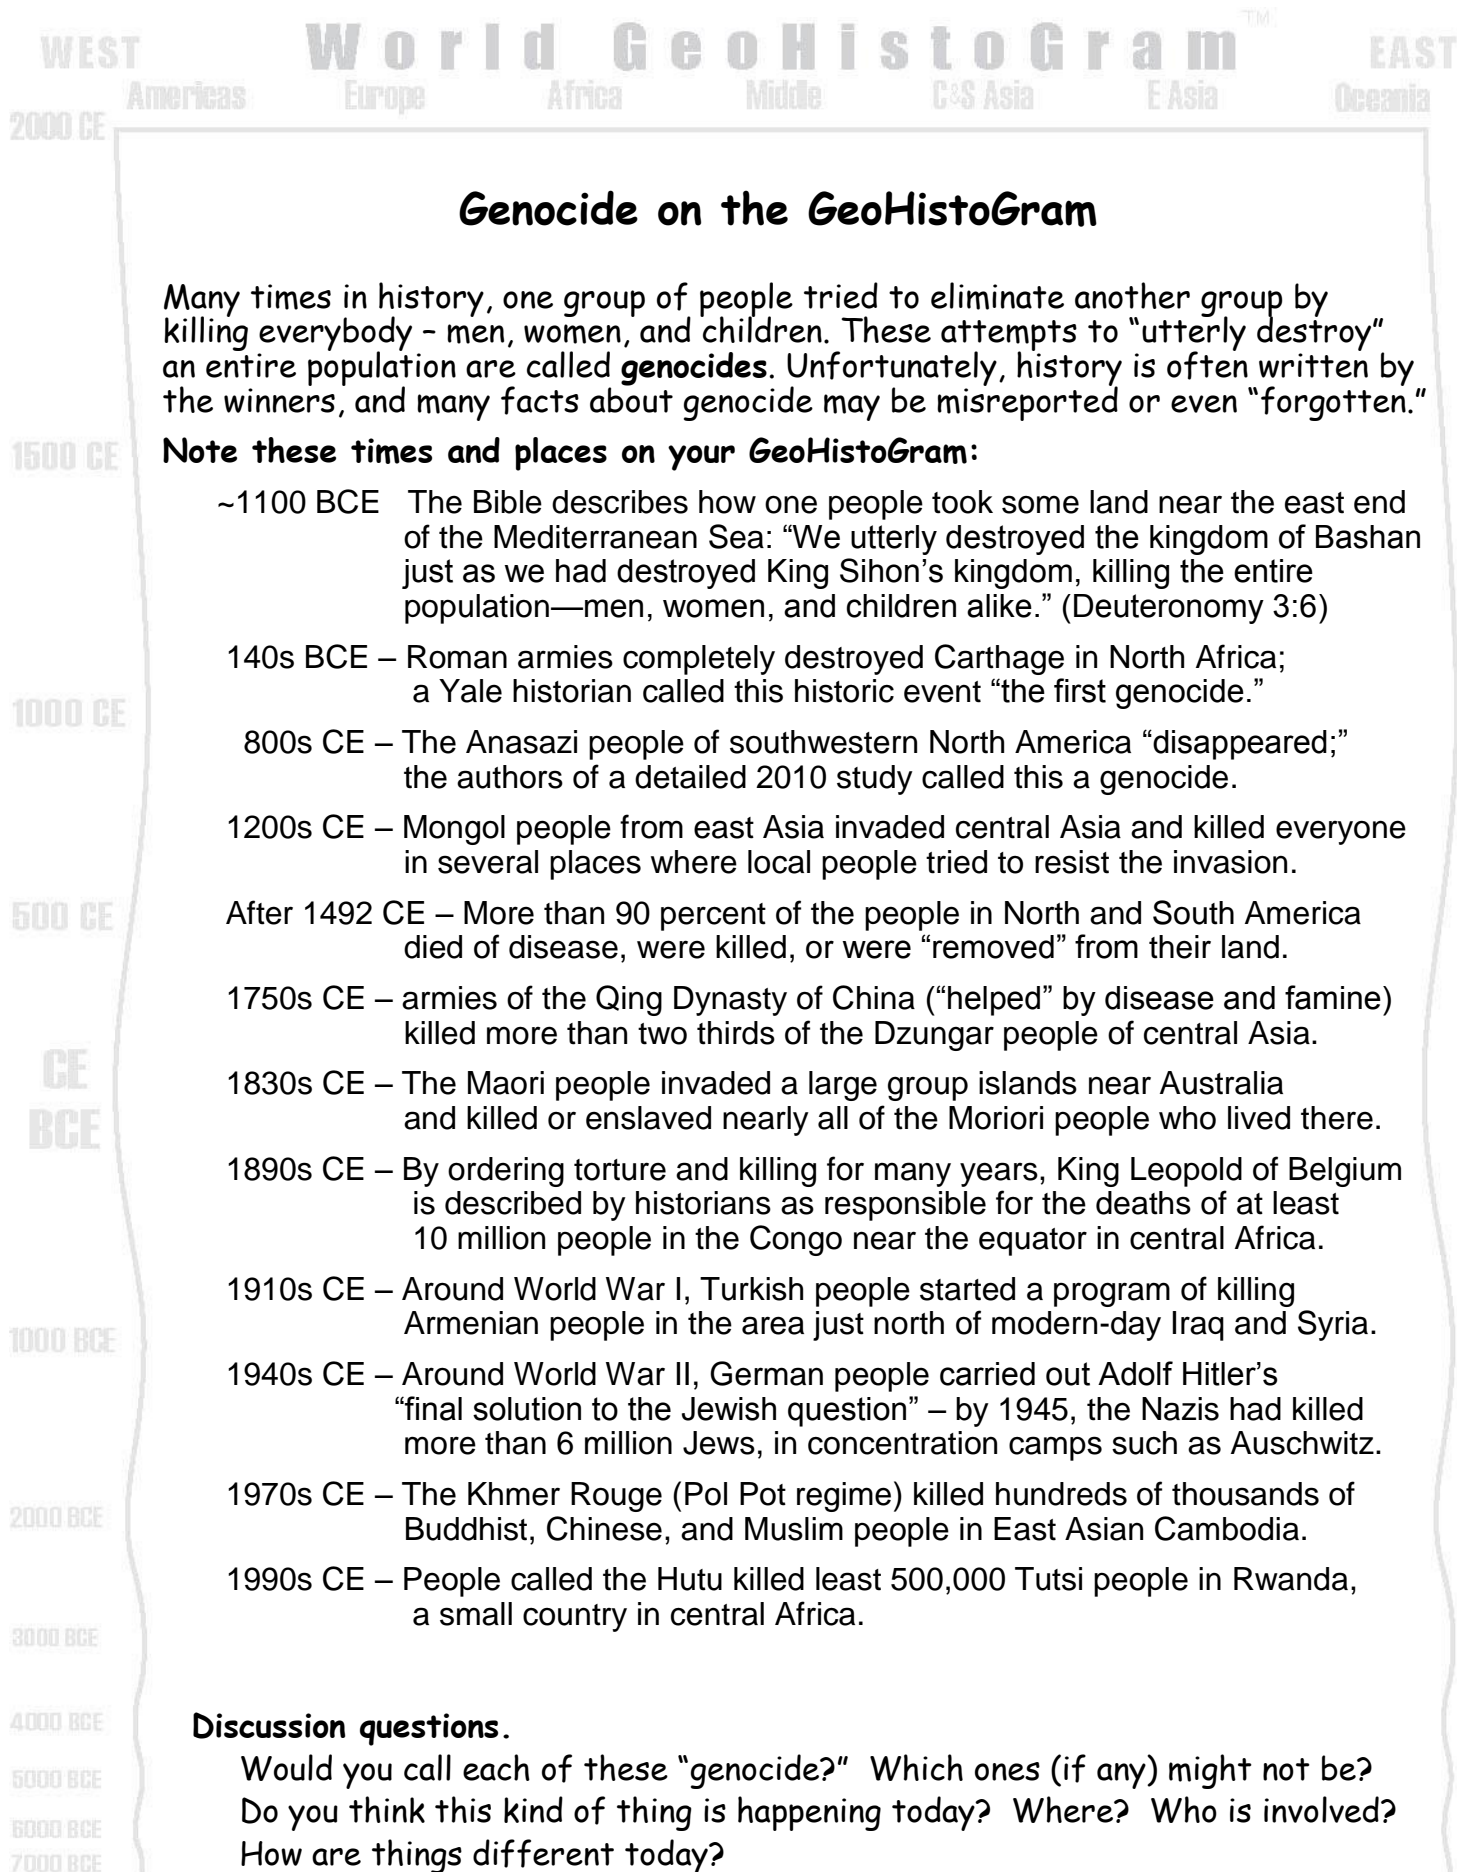 WEST World GeoHistoGram™ EAST
Americas Europe Africa Middle C&S Asia E Asia Oceania
2000 CE
Genocide on the GeoHistoGram
Many times in history, one group of people tried to eliminate another group by
killing everybody – men, women, and children. These attempts to “utterly destroy”
an entire population are called genocides. Unfortunately, history is often written by
the winners, and many facts about genocide may be misreported or even “forgotten.”
1500 CE
Note these times and places on your GeoHistoGram:
~1100 BCE The Bible describes how one people took some land near the east end
of the Mediterranean Sea: “We utterly destroyed the kingdom of Bashan
just as we had destroyed King Sihon’s kingdom, killing the entire
population—men, women, and children alike.” (Deuteronomy 3:6)
140s BCE – Roman armies completely destroyed Carthage in North Africa;
a Yale historian called this historic event “the first genocide.”
1000 CE
800s CE – The Anasazi people of southwestern North America “disappeared;”
the authors of a detailed 2010 study called this a genocide.
1200s CE – Mongol people from east Asia invaded central Asia and killed everyone
in several places where local people tried to resist the invasion.
500 CE
After 1492 CE – More than 90 percent of the people in North and South America
died of disease, were killed, or were “removed” from their land.
1750s CE – armies of the Qing Dynasty of China (“helped” by disease and famine)
killed more than two thirds of the Dzungar people of central Asia.
CE
BCE
1830s CE – The Maori people invaded a large group islands near Australia
and killed or enslaved nearly all of the Moriori people who lived there.
1890s CE – By ordering torture and killing for many years, King Leopold of Belgium
is described by historians as responsible for the deaths of at least
10 million people in the Congo near the equator in central Africa.
1910s CE – Around World War I, Turkish people started a program of killing
Armenian people in the area just north of modern-day Iraq and Syria.
1000 BCE
1940s CE – Around World War II, German people carried out Adolf Hitler’s
“final solution to the Jewish question” – by 1945, the Nazis had killed
more than 6 million Jews, in concentration camps such as Auschwitz.
1970s CE – The Khmer Rouge (Pol Pot regime) killed hundreds of thousands of
Buddhist, Chinese, and Muslim people in East Asian Cambodia.
2000 BCE
1990s CE – People called the Hutu killed least 500,000 Tutsi people in Rwanda,
a small country in central Africa.
3000 BCE
4000 BCE
Discussion questions.
Would you call each of these “genocide?” Which ones (if any) might not be?
5000 BCE
Do you think this kind of thing is happening today? Where? Who is involved?
6000 BCE
How are things different today?
7000 BCE